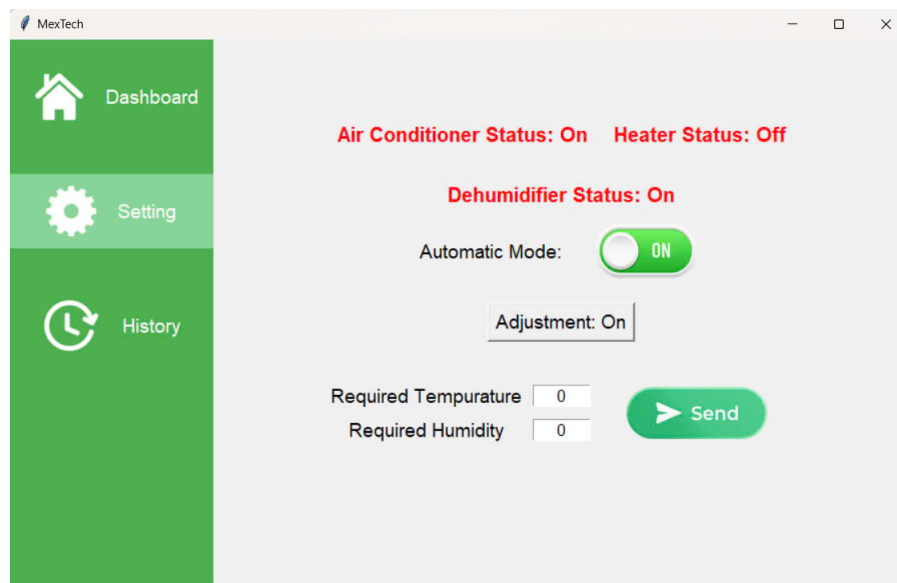 MexTech
Dashboard
Setting
History
Air Conditioner Status: On Heater Status: Off
Dehumidifier Status: On
Automatic Mode: ON
Adjustment: On
Required Tempurature 0
Required Humidity 0
Send